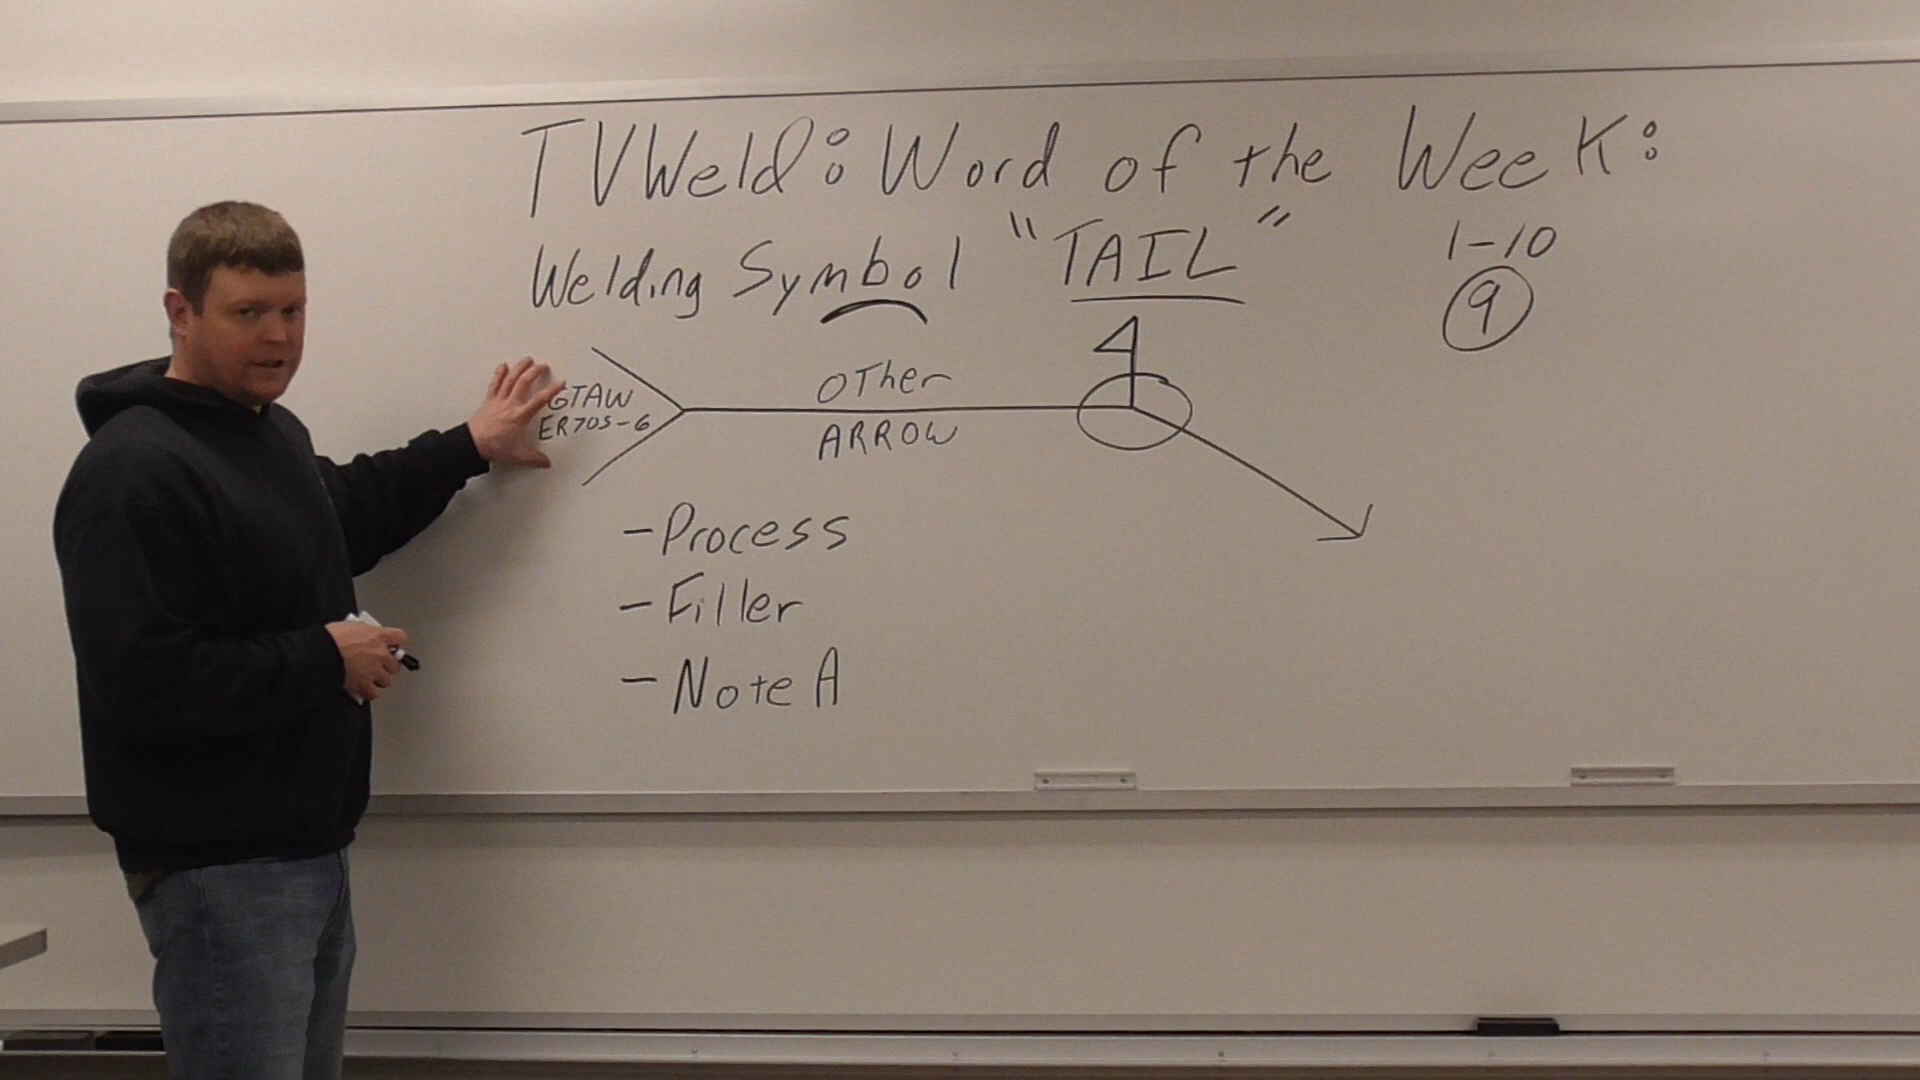 TVWeld: Word of the Week:
Welding Symbol "TAIL"
1-10
9
GTAW
ER70S-6
OTher
ARROW
- Process
- Filler
- Note A